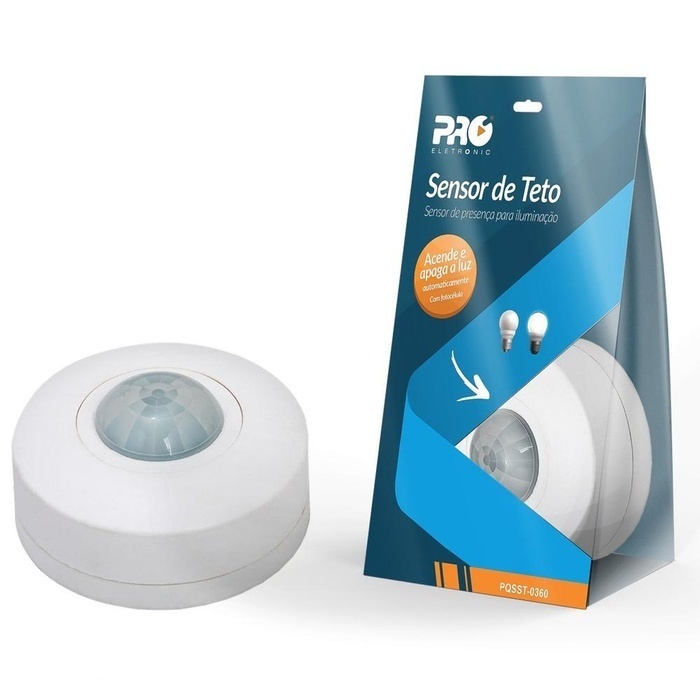 PRO
ELETRONIC
Sensor de Teto
Sensor de presença para iluminação
Acende e
apaga a luz
automaticamente
Com fotocélula
PQSST-0360